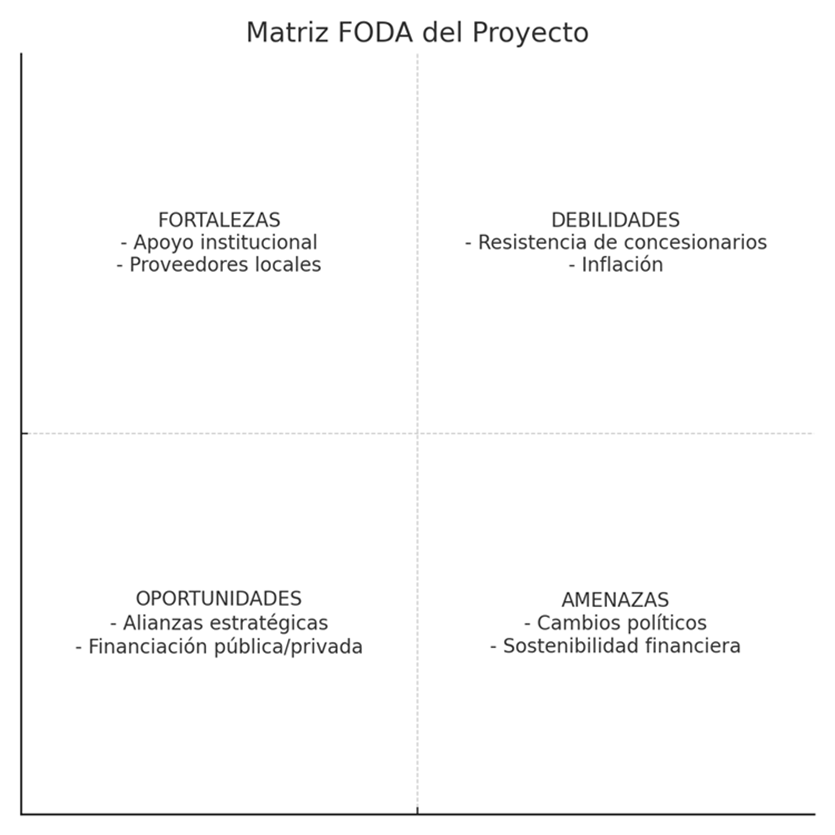 Matriz FODA del Proyecto
FORTALEZAS
- Apoyo institucional
- Proveedores locales
DEBILIDADES
- Resistencia de concesionarios
- Inflación
OPORTUNIDADES
- Alianzas estratégicas
- Financiación pública/privada
AMENAZAS
- Cambios políticos
- Sostenibilidad financiera